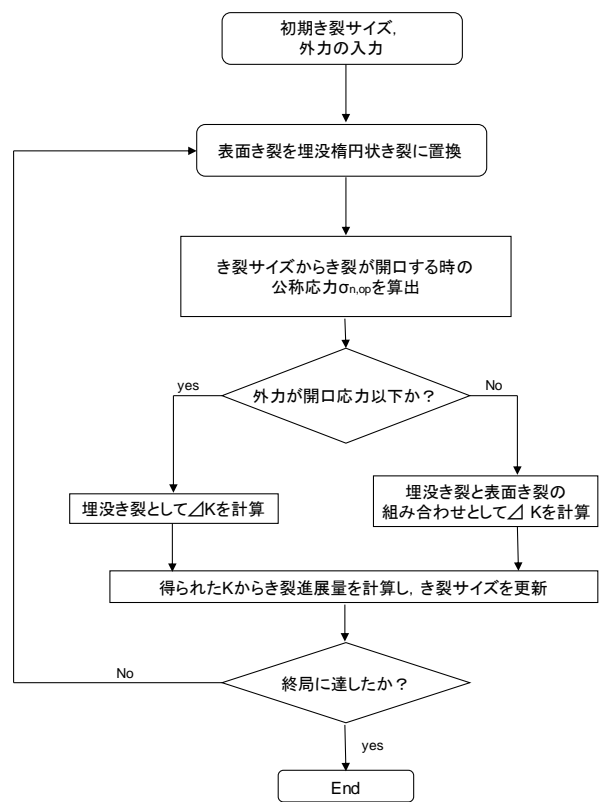 初期き裂サイズ,
外力の入力
表面き裂を埋没楕円状き裂に置換
き裂サイズからき裂が開口する時の
公称応力σn,opを算出
外力が開口応力以下か?
yes
No
埋没き裂として⊿Kを計算
埋没き裂と表面き裂の
組み合わせとして⊿ Kを計算
得られたKからき裂進展量を計算し, き裂サイズを更新
終局に達したか?
No
yes
End